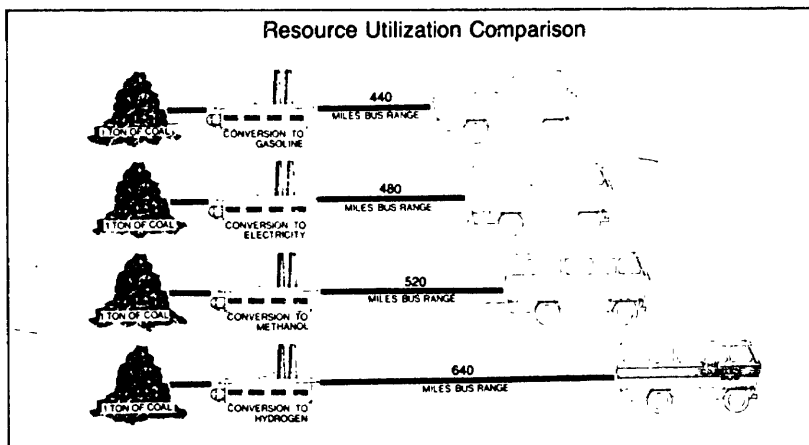 Resource Utilization Comparison
1 TON OF COAL
CONVERSION TO
GASOLINE
440
MILES BUS RANGE
1 TON OF COAL
CONVERSION TO
ELECTRICITY
480
MILES BUS RANGE
1 TON OF COAL
CONVERSION TO
METHANOL
520
MILES BUS RANGE
1 TON OF COAL
CONVERSION TO
HYDROGEN
640
MILES BUS RANGE